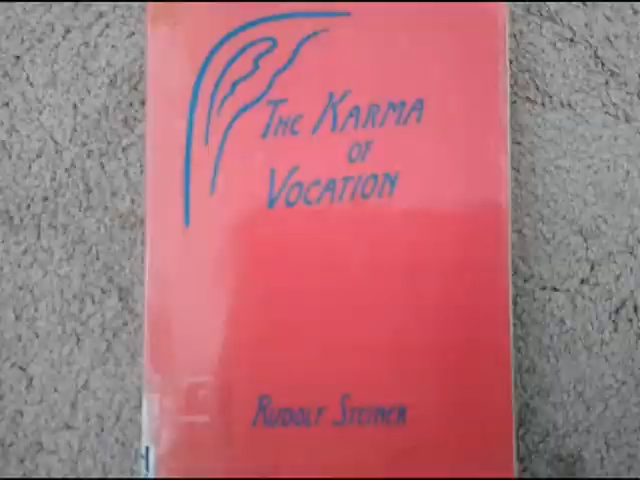 THE KARMA
OF
VOCATION
RUDOLF STEINER
H